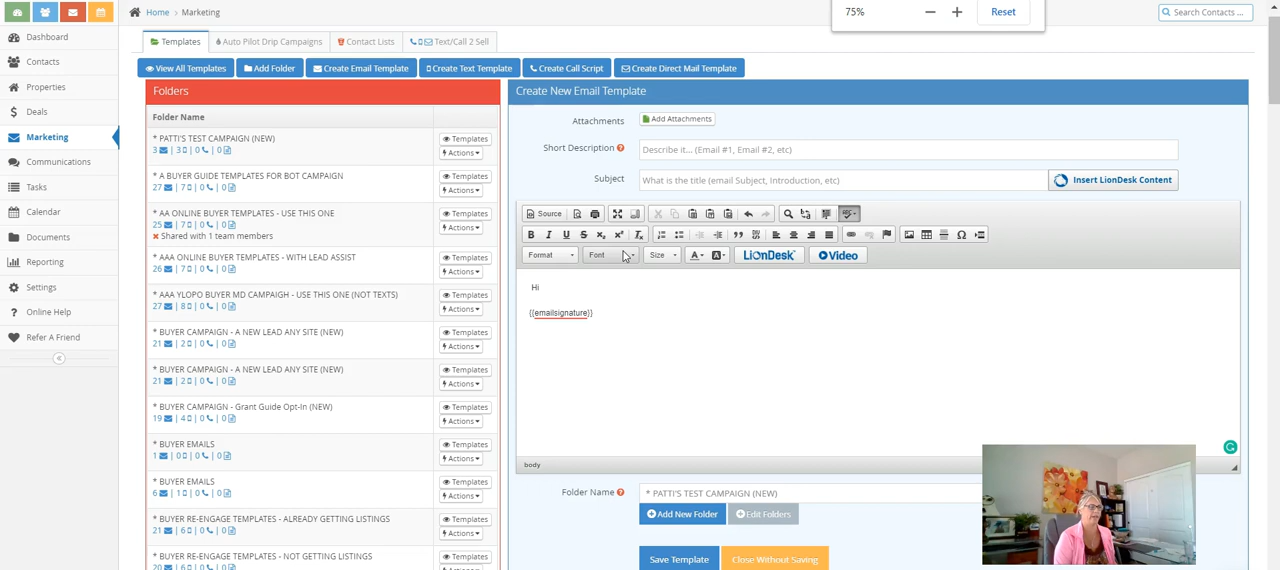 Home > Marketing
75%
Reset
Search Contacts ...
Dashboard
Contacts
Properties
Deals
Marketing
Communications
Tasks
Calendar
Documents
Reporting
Settings
Online Help
Refer A Friend
Templates
Auto Pilot Drip Campaigns
Contact Lists
Text/Call 2 Sell
View All Templates
Add Folder
Create Email Template
Create Text Template
Create Call Script
Create Direct Mail Template
Folders
Folder Name
* PATTI'S TEST CAMPAIGN (NEW)
3 | 3 | 0 | 0
Templates
Actions
* A BUYER GUIDE TEMPLATES FOR BOT CAMPAIGN
27 | 7 | 0 | 0
Templates
Actions
* AA ONLINE BUYER TEMPLATES - USE THIS ONE
25 | 7 | 0 | 0
Shared with 1 team members
Templates
Actions
* AAA ONLINE BUYER TEMPLATES - WITH LEAD ASSIST
26 | 7 | 0 | 0
Templates
Actions
* AAA YLOPO BUYER MD CAMPAIGH - USE THIS ONE (NOT TEXTS)
27 | 8 | 0 | 0
Templates
Actions
* BUYER CAMPAIGN - A NEW LEAD ANY SITE (NEW)
21 | 2 | 0 | 0
Templates
Actions
* BUYER CAMPAIGN - A NEW LEAD ANY SITE (NEW)
21 | 2 | 0 | 0
Templates
Actions
* BUYER CAMPAIGN - Grant Guide Opt-In (NEW)
19 | 4 | 0 | 0
Templates
Actions
* BUYER EMAILS
1 | 0 | 0 | 0
Templates
Actions
* BUYER EMAILS
6 | 1 | 0 | 0
Templates
Actions
* BUYER RE-ENGAGE TEMPLATES - ALREADY GETTING LISTINGS
21 | 6 | 0 | 0
Templates
Actions
* BUYER RE-ENGAGE TEMPLATES - NOT GETTING LISTINGS
20 | 6 | 0 | 0
Templates
Create New Email Template
Attachments
Add Attachments
Short Description
Describe it... (Email #1, Email #2, etc)
Subject
What is the title (email Subject, Introduction, etc)
Insert LionDesk Content
Source
Format
Font
Size
LionDesk
Video
Hi
{{emailsignature}}
body
Folder Name
* PATTI'S TEST CAMPAIGN (NEW)
Add New Folder
Edit Folders
Save Template
Close Without Saving